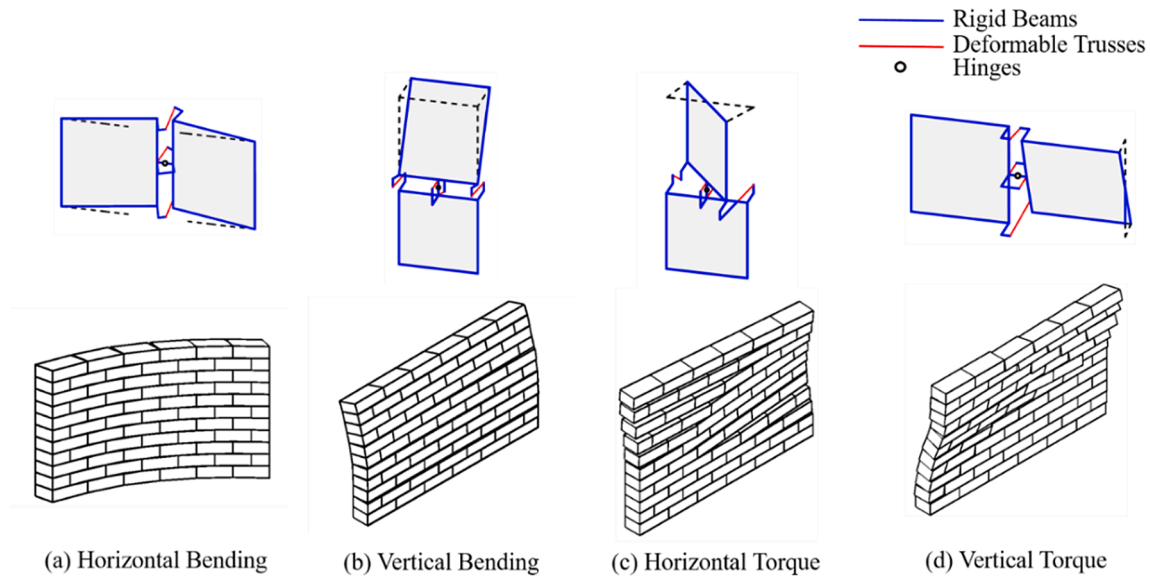 Rigid Beams
Deformable Trusses
Hinges
(a) Horizontal Bending
(b) Vertical Bending
(c) Horizontal Torque
(d) Vertical Torque